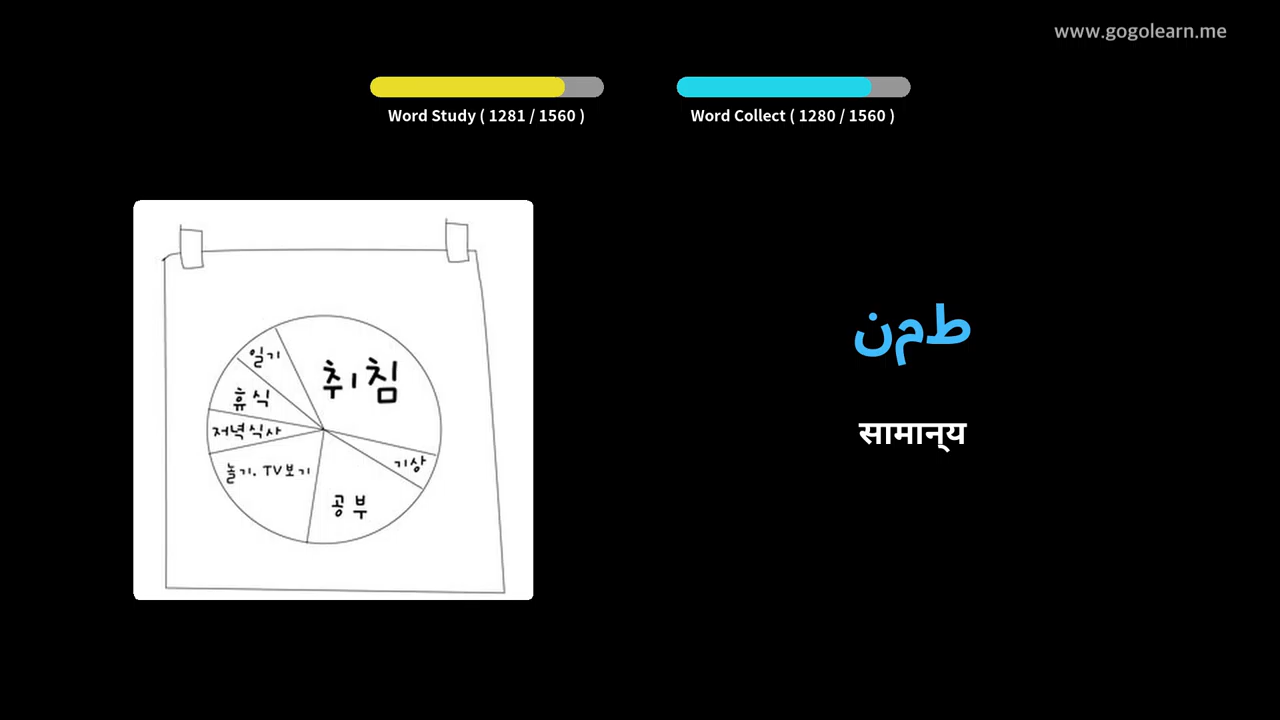 www.gogolearn.me
Word Study ( 1281 / 1560 )
Word Collect ( 1280 / 1560 )
취침
일기
휴식
저녁식사
놀기. TV보기
공부
기상
طمن
सामान्‌य